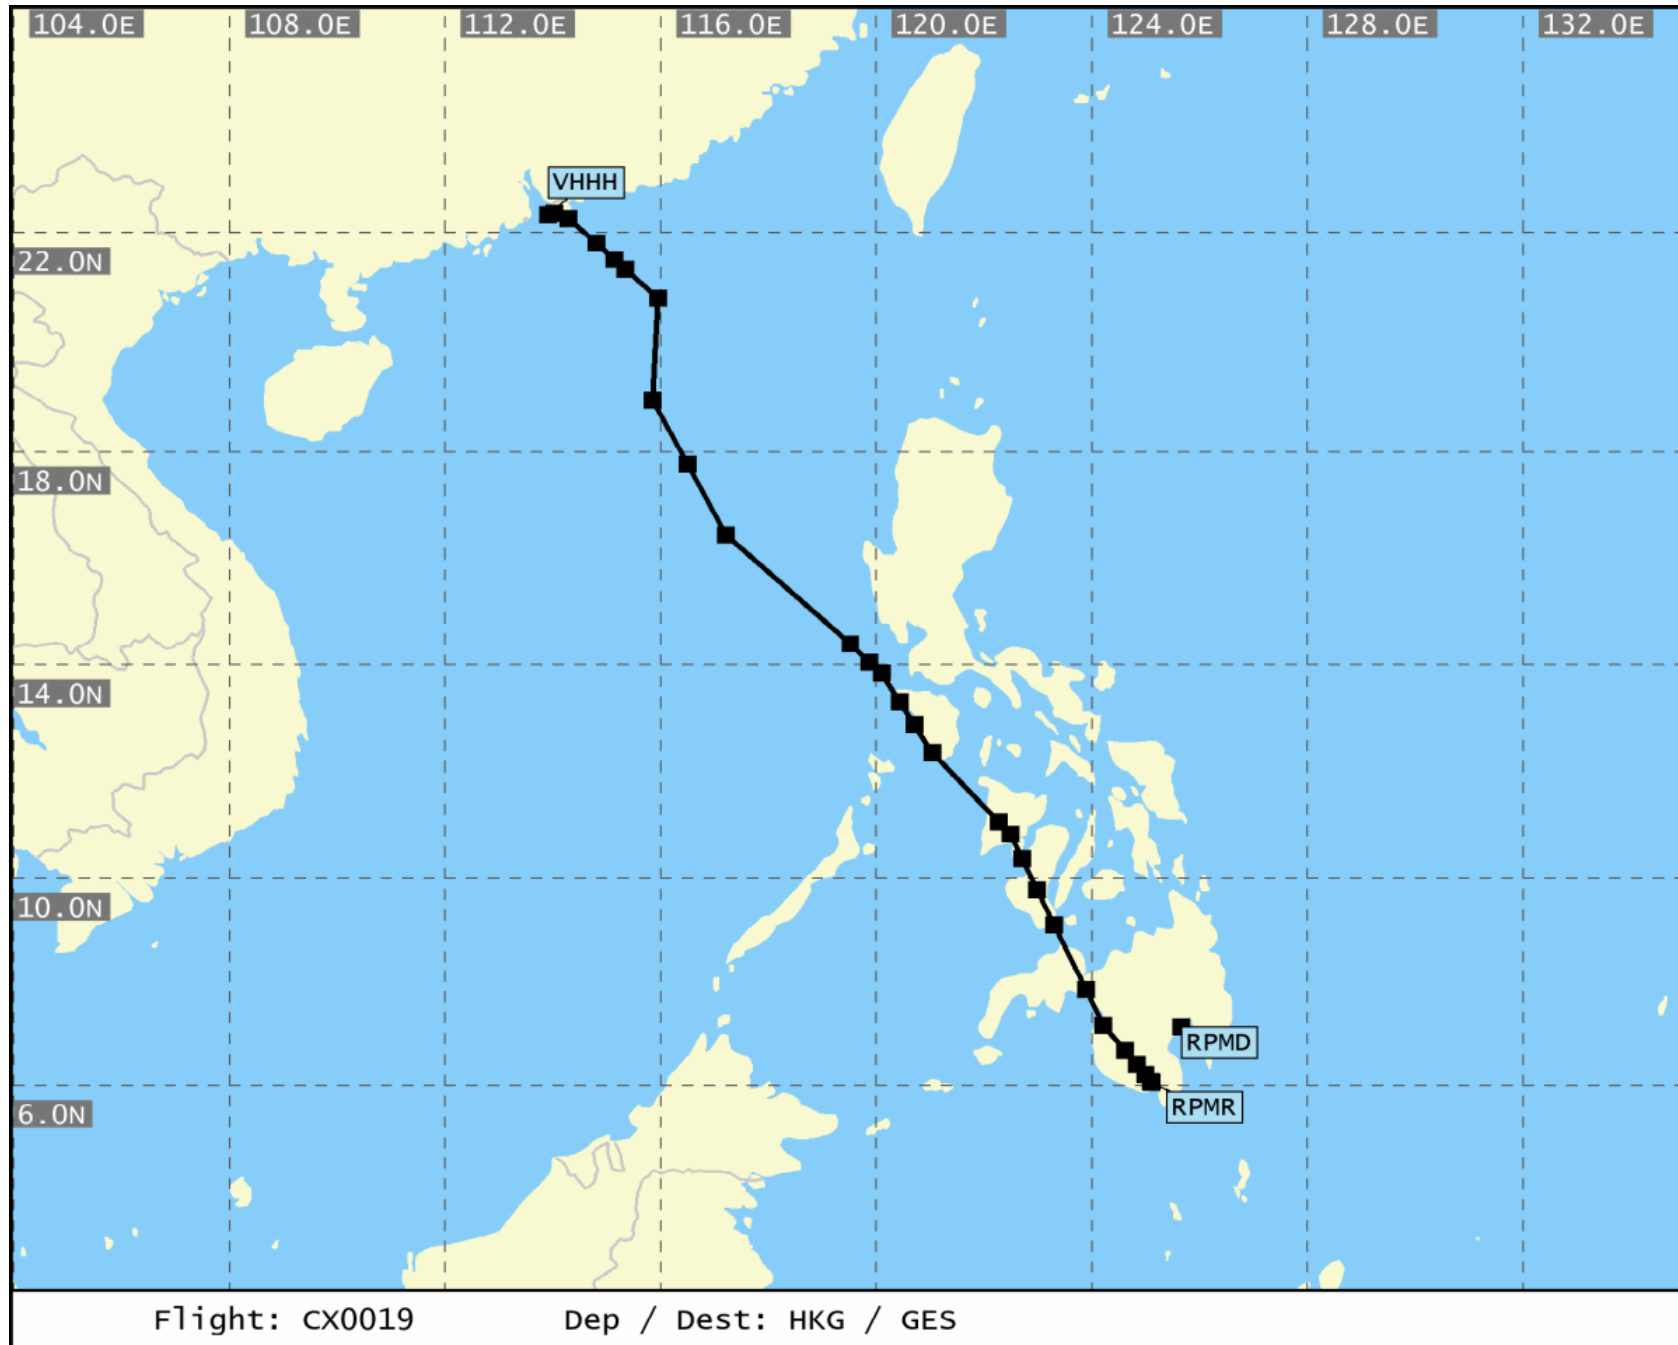 104.0E 108.0E 112.0E 116.0E 120.0E 124.0E 128.0E 132.0E
VHHH
22.0N
18.0N
14.0N
10.0N
RPMD
6.0N
RPMR
Flight: CX0019 Dep / Dest: HKG / GES